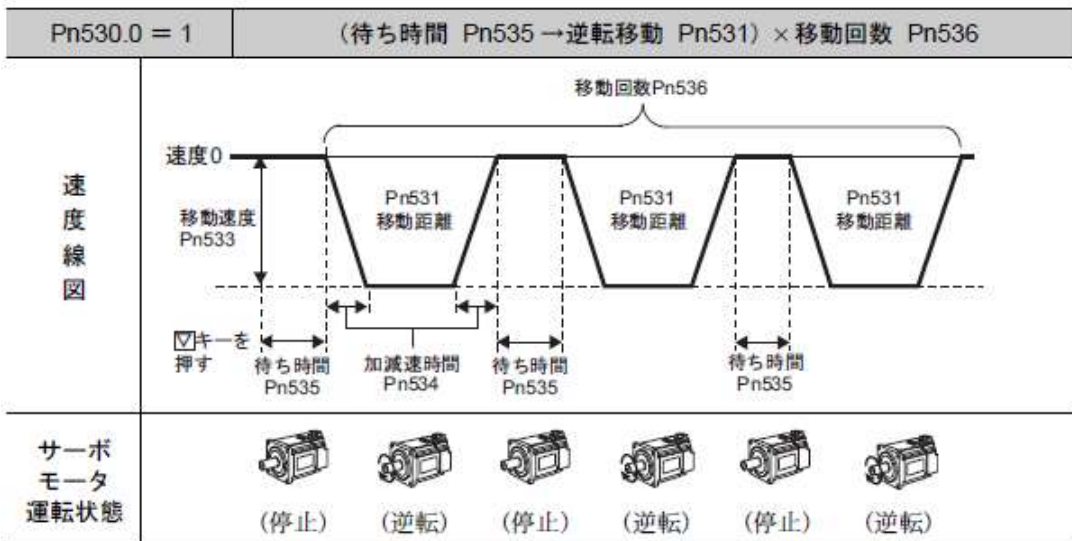 Pn530.0 = 1
(待ち時間 Pn535→逆転移動 Pn531)×移動回数 Pn536
速度線図
移動回数Pn536
速度0
移動速度
Pn533
Pn531
移動距離
Pn531
移動距離
Pn531
移動距離
▽キーを
押す
待ち時間
Pn535
加減速時間
Pn534
待ち時間
Pn535
待ち時間
Pn535
サーボ
モータ
運転状態
(停止)
(逆転)
(停止)
(逆転)
(停止)
(逆転)